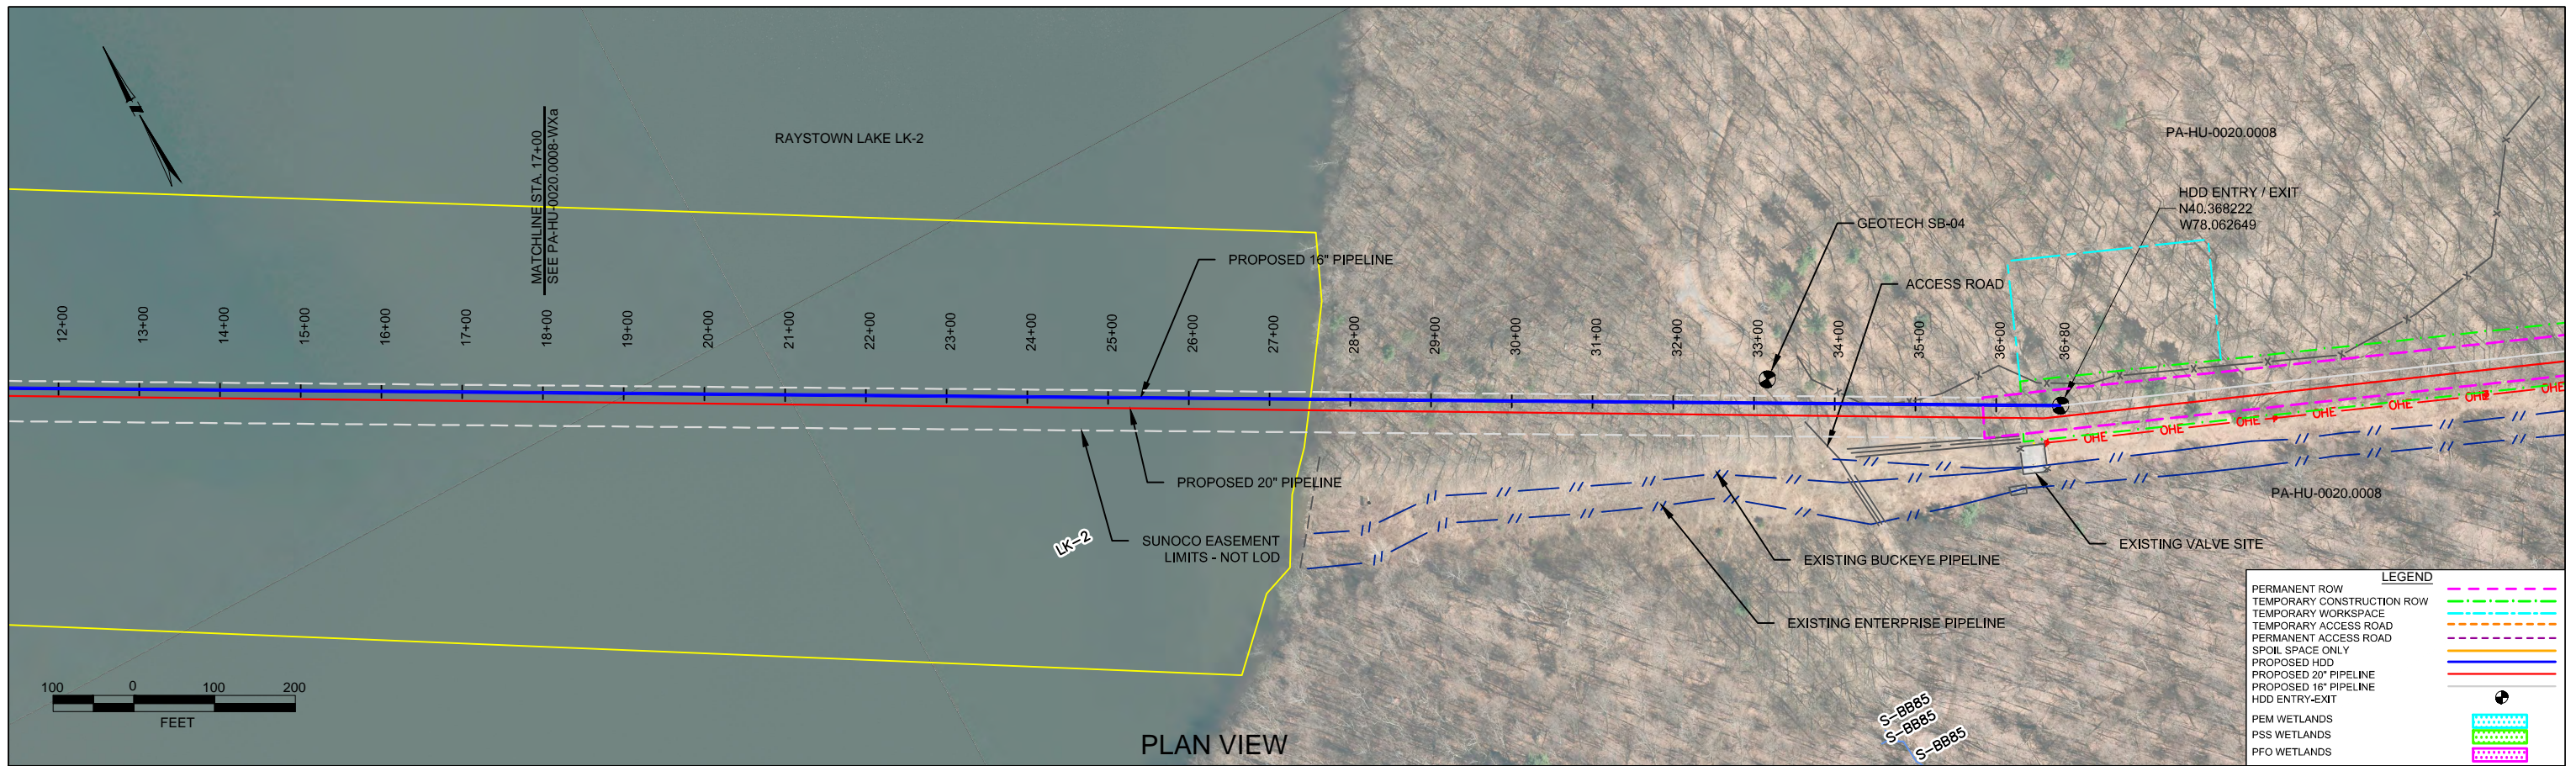 N
MATCHLINE STA. 17+00
SEE PA-HU-0020.0008-WXa
RAYSTOWN LAKE LK-2
PA-HU-0020.0008
HDD ENTRY / EXIT
N40.368222
W78.062649
GEOTECH SB-04
PROPOSED 16" PIPELINE
ACCESS ROAD
12+00
13+00
14+00
15+00
16+00
17+00
18+00
19+00
20+00
21+00
22+00
23+00
24+00
25+00
26+00
27+00
28+00
29+00
30+00
31+00
32+00
33+00
34+00
35+00
36+00
36+80
OHE
OHE
OHE
OHE
OHE
OHE
OHE
PROPOSED 20" PIPELINE
PA-HU-0020.0008
LK-2
SUNOCO EASEMENT
LIMITS - NOT LOD
EXISTING VALVE SITE
EXISTING BUCKEYE PIPELINE
EXISTING ENTERPRISE PIPELINE
100 0 100 200
FEET
PLAN VIEW
S-BB85
S-BB85
S-BB85
LEGEND
PERMANENT ROW
TEMPORARY CONSTRUCTION ROW
TEMPORARY WORKSPACE
TEMPORARY ACCESS ROAD
PERMANENT ACCESS ROAD
SPOIL SPACE ONLY
PROPOSED HDD
PROPOSED 20" PIPELINE
PROPOSED 16" PIPELINE
HDD ENTRY-EXIT
PEM WETLANDS
PSS WETLANDS
PFO WETLANDS